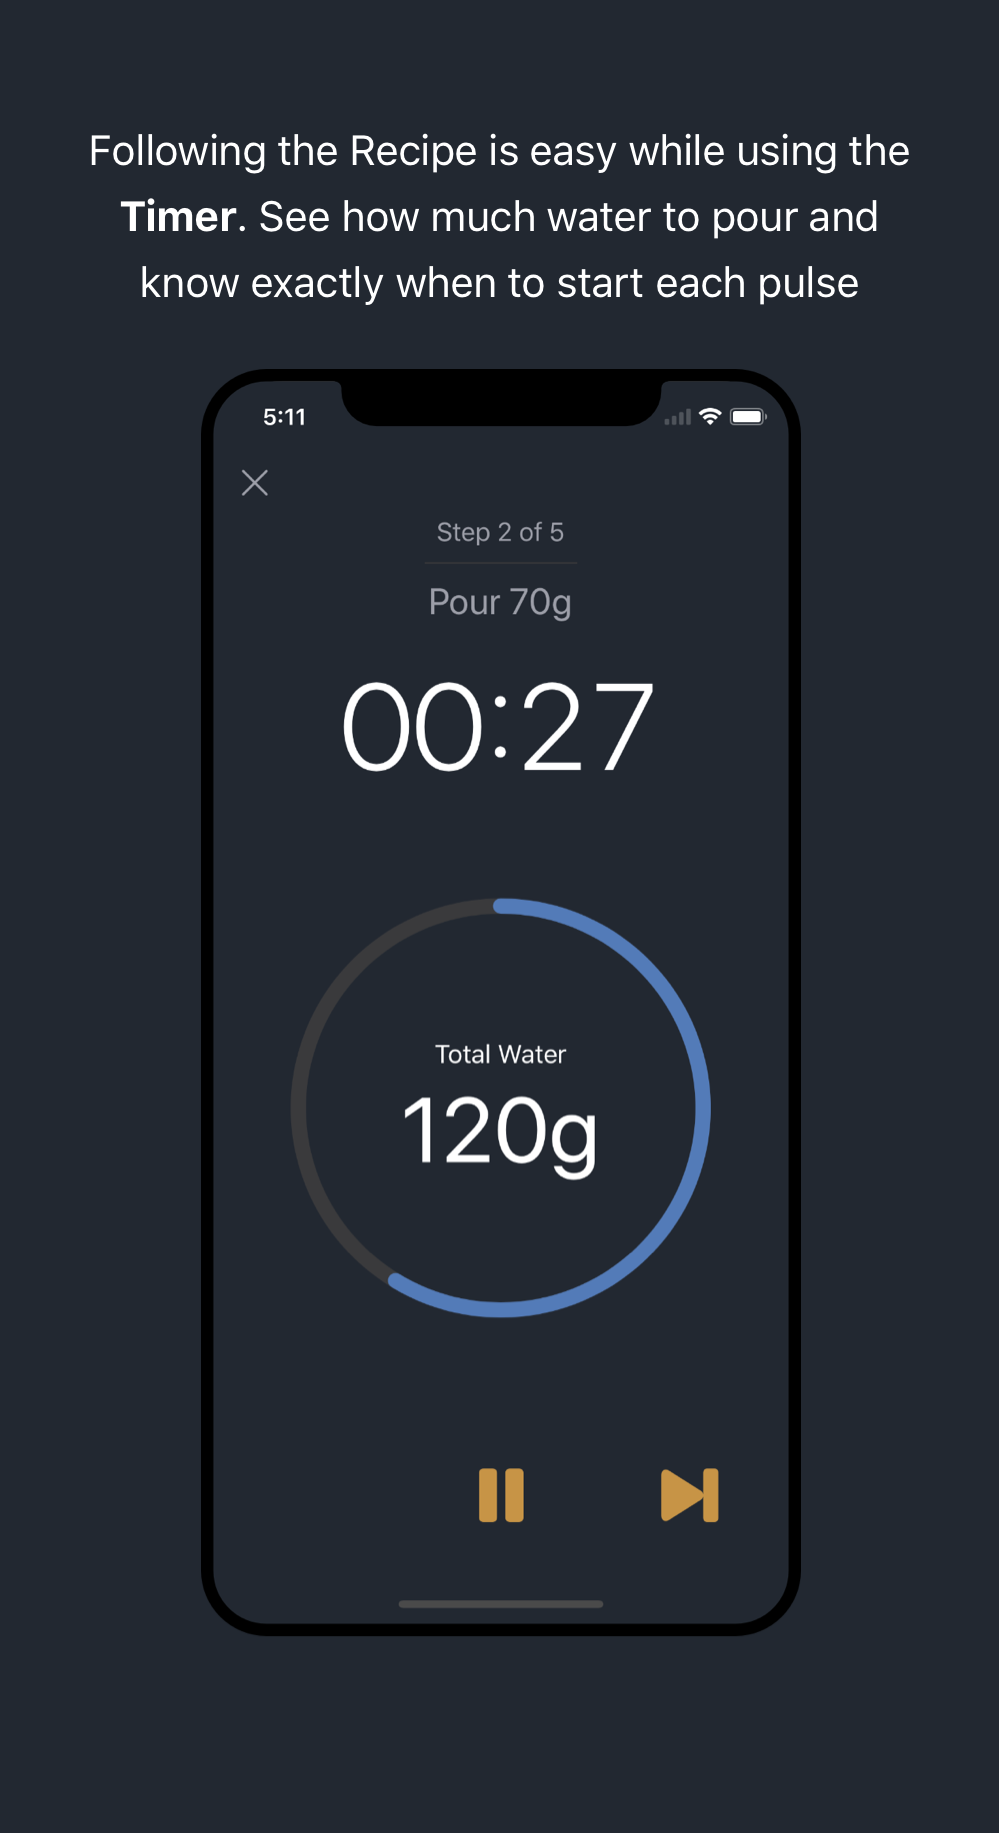 Following the Recipe is easy while using the
Timer. See how much water to pour and
know exactly when to start each pulse
5:11
Step 2 of 5
Pour 70g
00:27
Total Water
120g